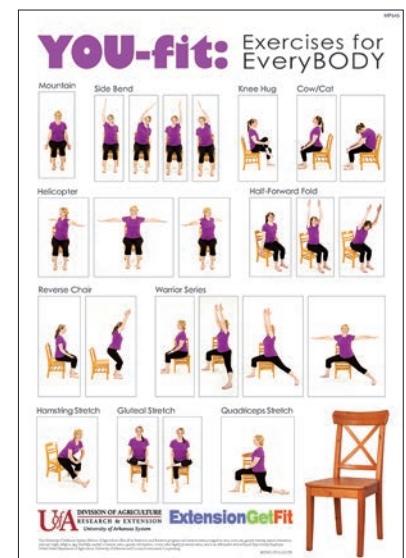 YOU-fit: Exercises for
EveryBODY
Mountain
Side Bend
Knee Hug
Cow/Cat
Helicopter
Half-Forward Fold
Reverse Chair
Warrior Series
Hamstring Stretch
Gluteal Stretch
Quadriceps Stretch
UofA DIVISION OF AGRICULTURE
RESEARCH & EXTENSION
University of Arkansas System
ExtensionGetFit